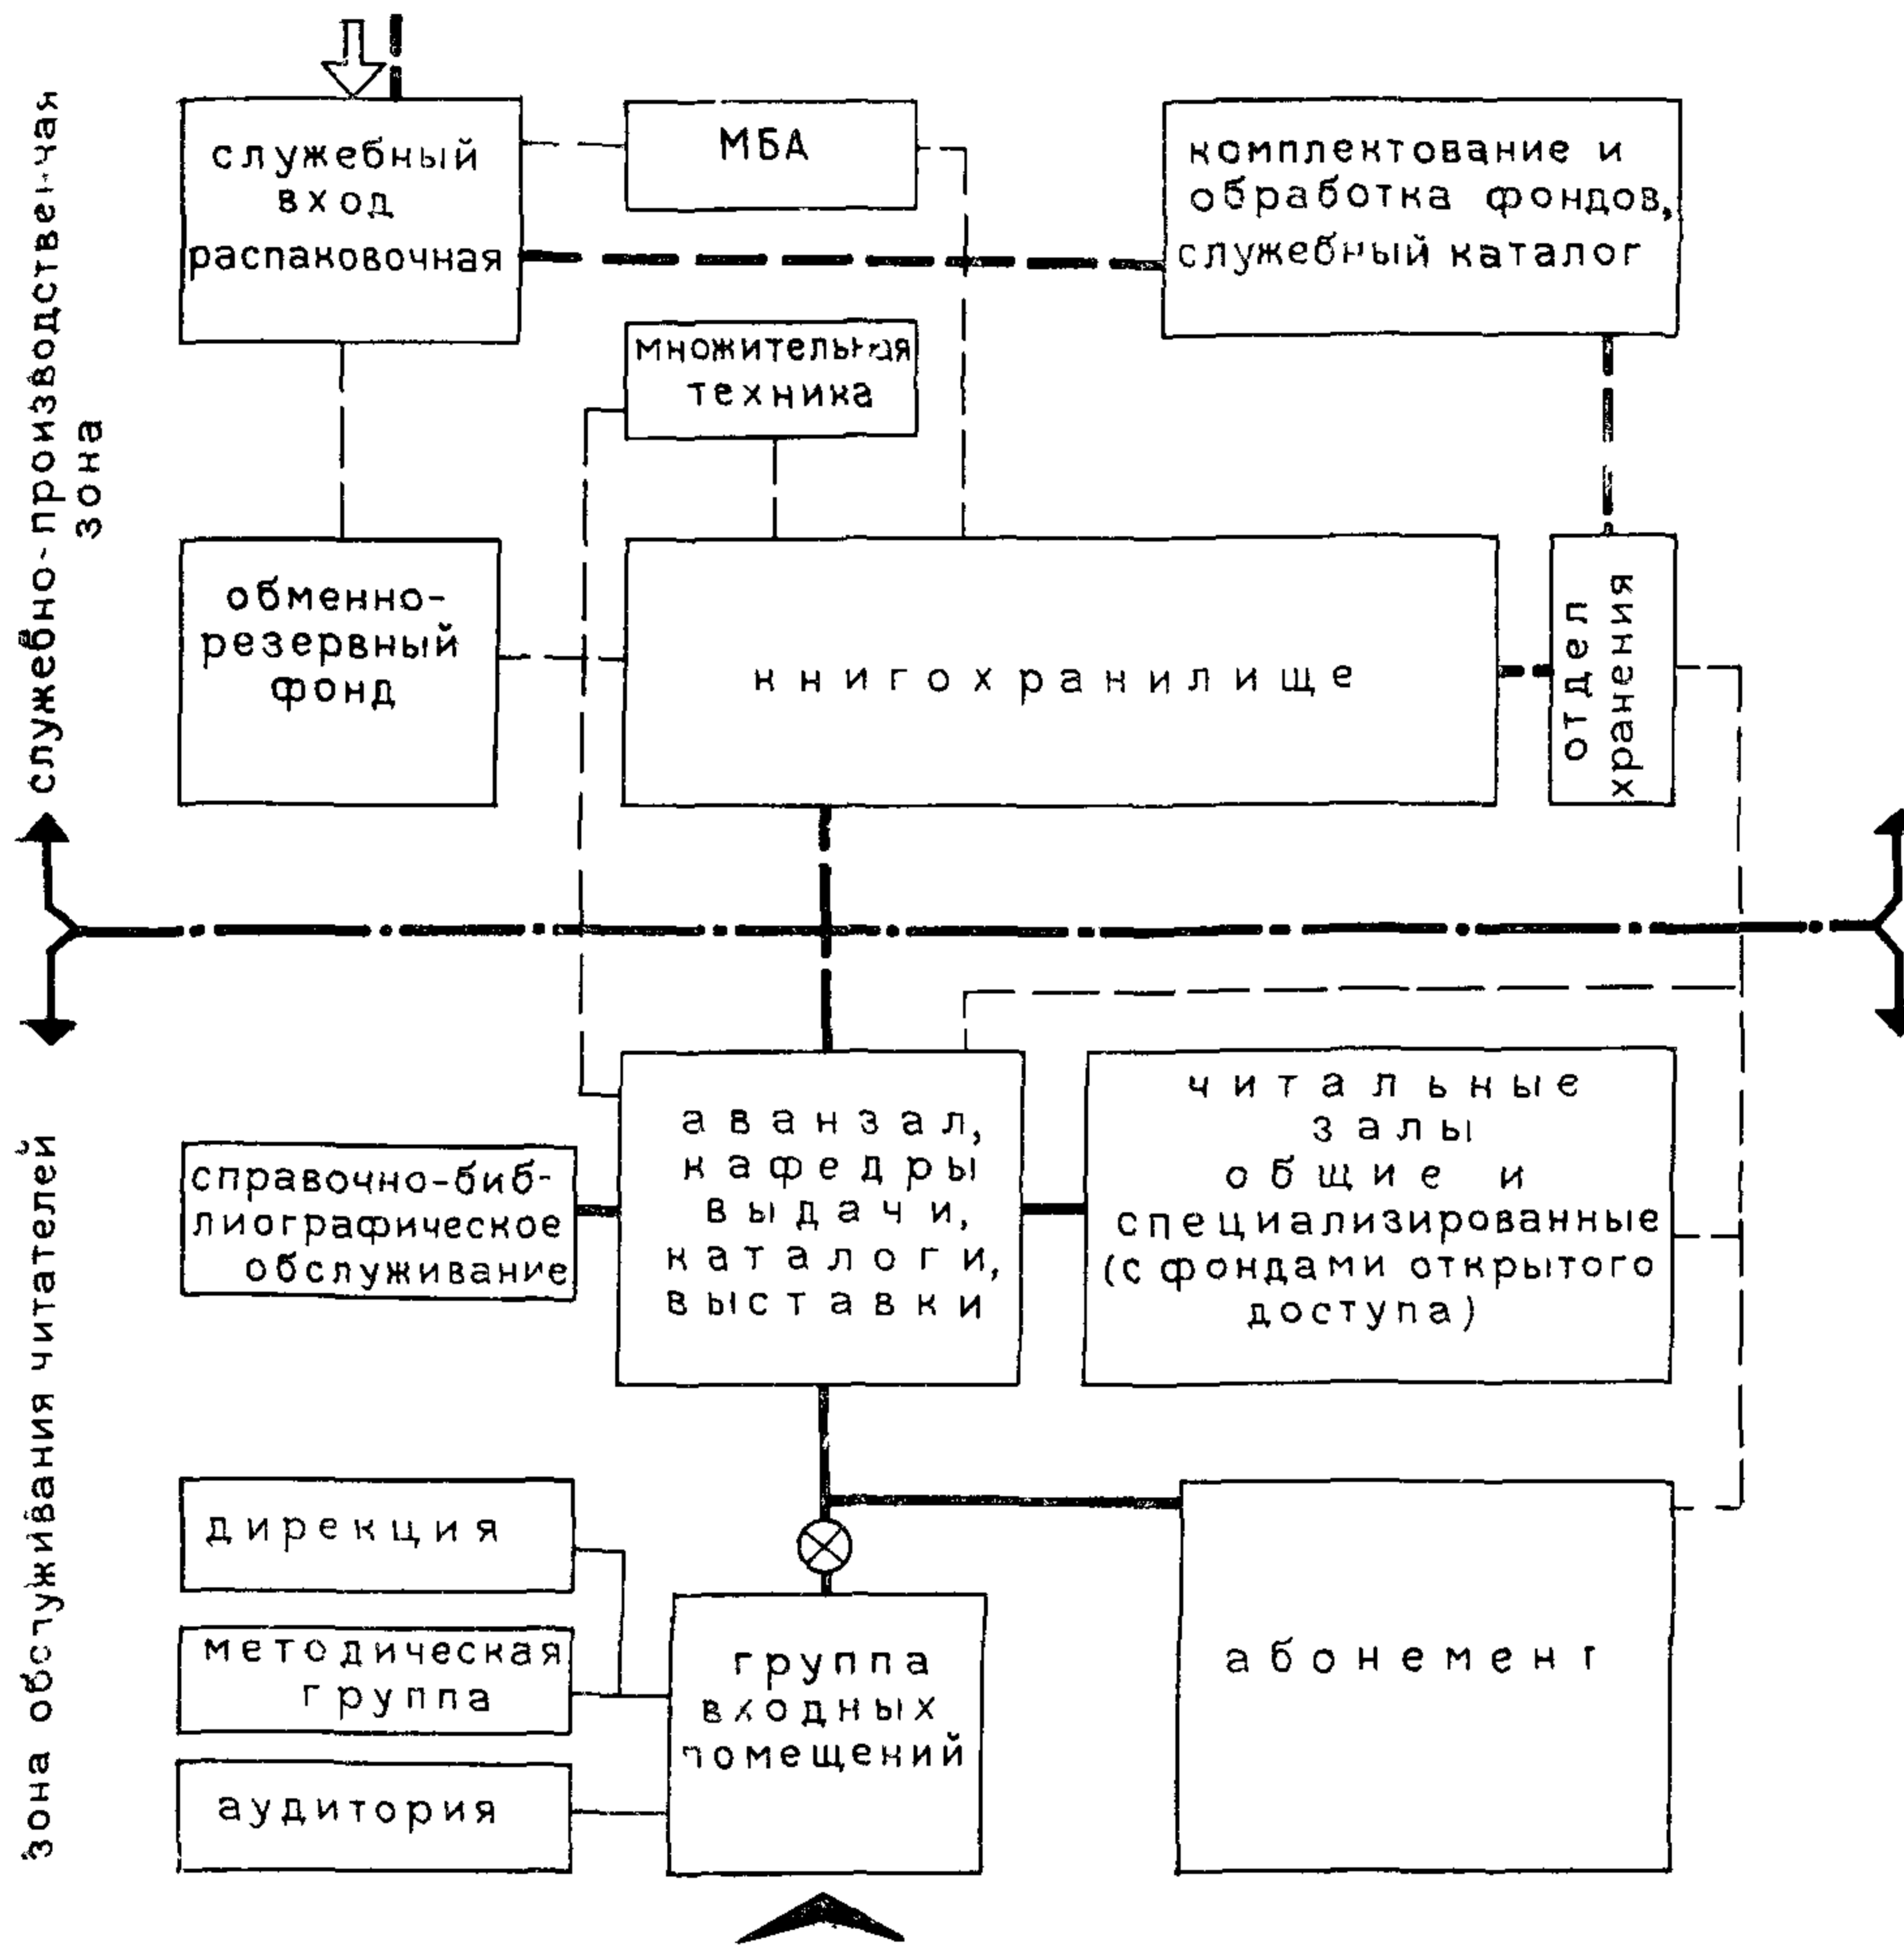 служебно-производственная
зона
служебный
вход
распаковочная
МБА
комплектование и
обработка фондов,
служебный каталог
множительная
техника
обменно-
резервный
фонд
книгохранилище
отдел
хранения
зона обслуживания читателей
справочно-биб-
лиографическое
обслуживание
аванзал,
кафедры
выдачи,
каталоги,
выставки
читальные
залы
общие и
специализированные
(с фондами открытого
доступа)
дирекция
методическая
группа
аудитория
группа
входных
помещений
абонемент